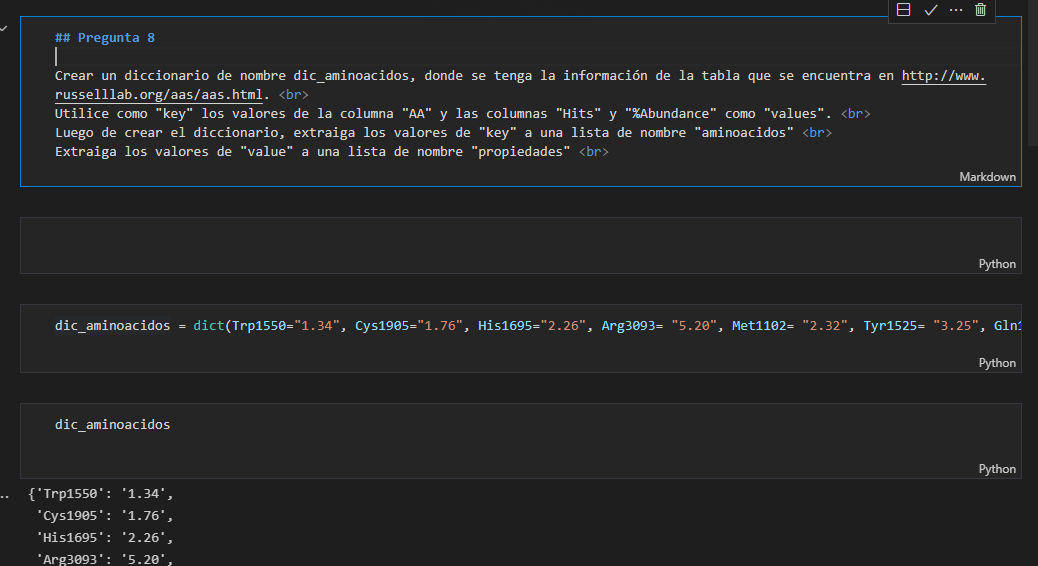 ## Pregunta 8
Crear un diccionario de nombre dic_aminoacidos, donde se tenga la información de la tabla que se encuentra en http://www.
russelllab.org/aas/aas.html. <br>
Utilice como "key" los valores de la columna "AA" y las columnas "Hits" y "%Abundance" como "values". <br>
Luego de crear el diccionario, extraiga los valores de "key" a una lista de nombre "aminoacidos" <br>
Extraiga los valores de "value" a una lista de nombre "propiedades" <br>
Markdown
Python
dic_aminoacidos = dict(Trp1550="1.34", Cys1905="1.76", His1695="2.26", Arg3093= "5.20", Met1102= "2.32", Tyr1525= "3.25", Gln1
Python
dic_aminoacidos
Python
{'Trp1550': '1.34',
'Cys1905': '1.76',
'His1695': '2.26',
'Arg3093': '5.20',